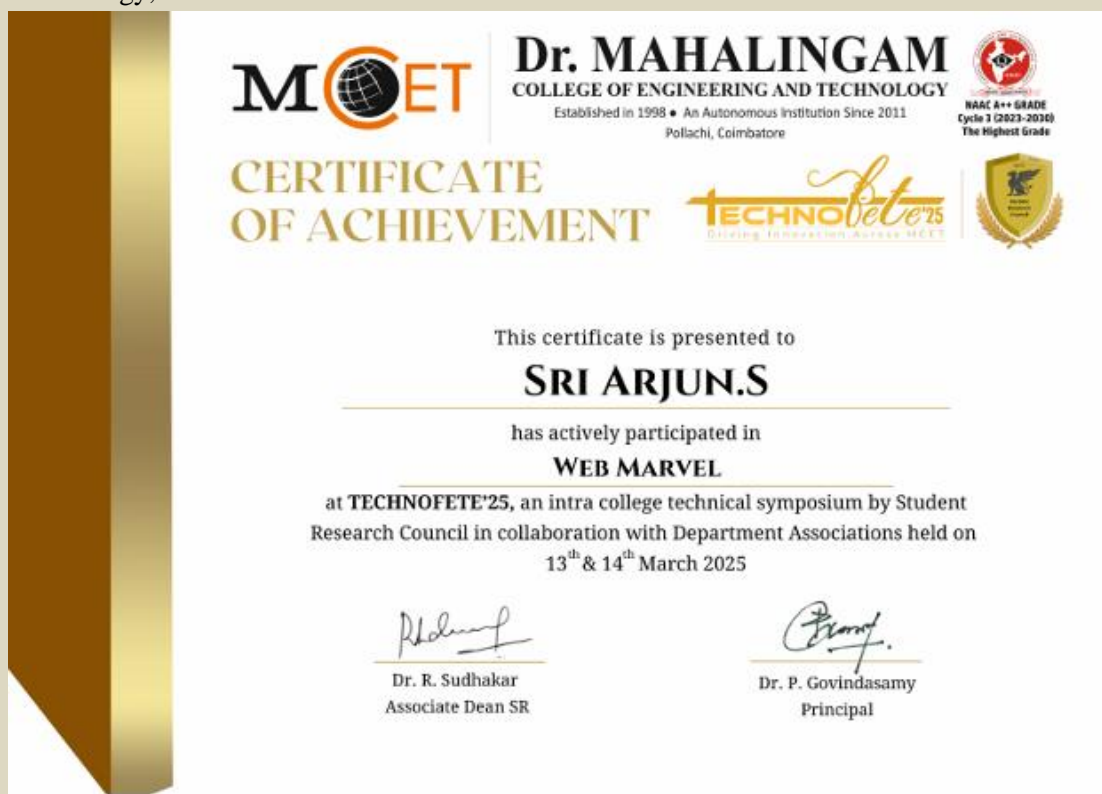 MCET
Dr. MAHALINGAM
COLLEGE OF ENGINEERING AND TECHNOLOGY
Established in 1998 • An Autonomous Institution Since 2011
Pollachi, Coimbatore
NAAC A++ GRADE
Cycle 3 (2023-2030)
The Highest Grade
CERTIFICATE
OF ACHIEVEMENT
TECHNOfete'25
Driving Innovation Across MCET
This certificate is presented to
SRI ARJUN.S
has actively participated in
WEB MARVEL
at TECHNOFETE'25, an intra college technical symposium by Student
Research Council in collaboration with Department Associations held on
13th & 14th March 2025
Dr. R. Sudhakar
Associate Dean SR
Dr. P. Govindasamy
Principal